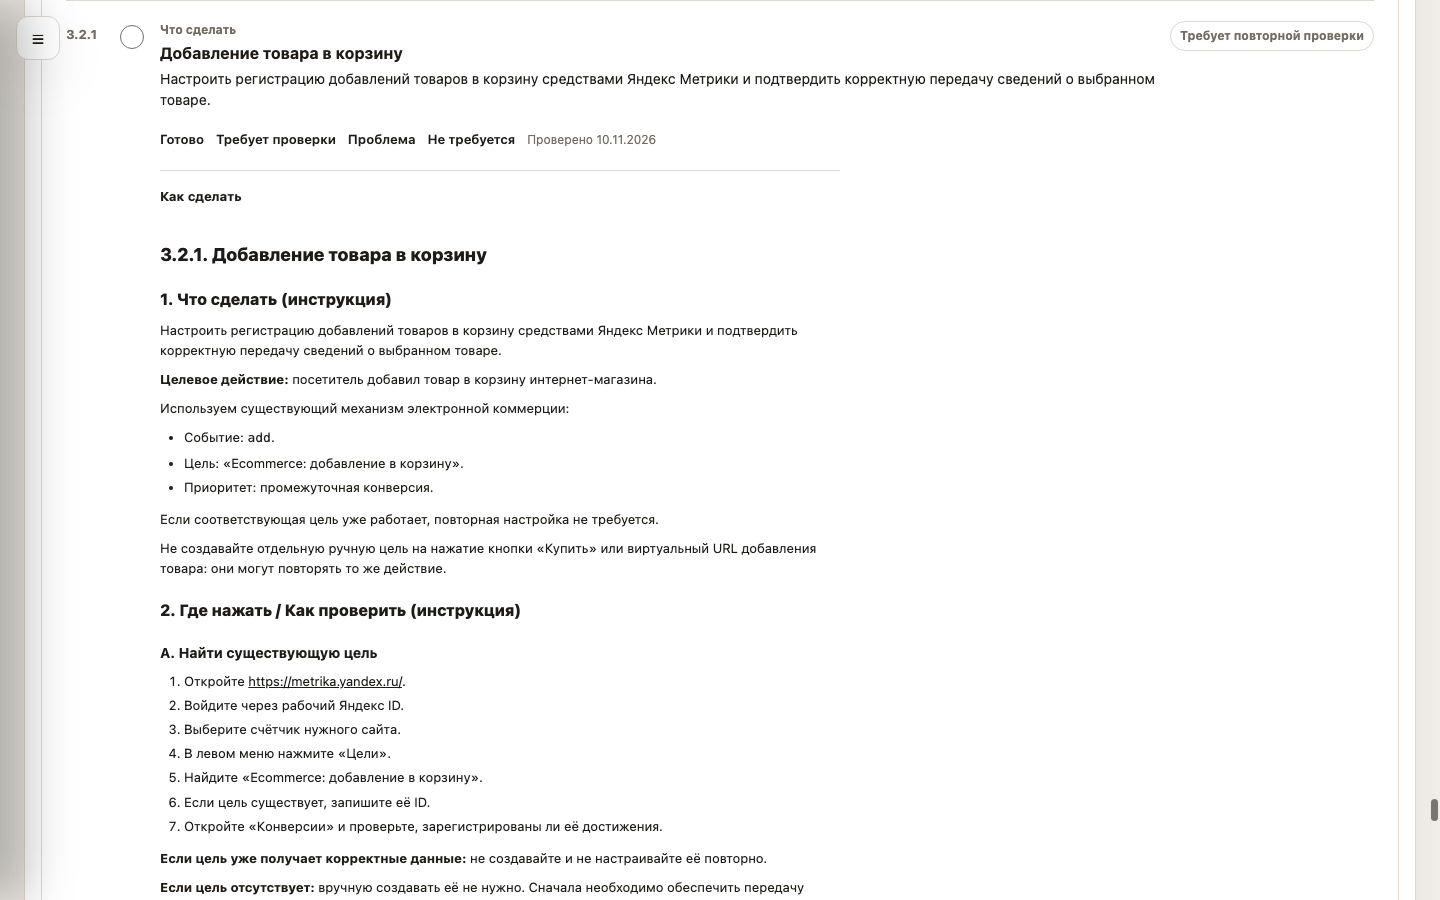 ☰
3.2.1
Что сделать
Требует повторной проверки
Добавление товара в корзину
Настроить регистрацию добавлений товаров в корзину средствами Яндекс Метрики и подтвердить корректную передачу сведений о выбранном
товаре.
Готово Требует проверки Проблема Не требуется Проверено 10.11.2026
Как сделать
3.2.1. Добавление товара в корзину
1. Что сделать (инструкция)
Настроить регистрацию добавлений товаров в корзину средствами Яндекс Метрики и подтвердить
корректную передачу сведений о выбранном товаре.
Целевое действие: посетитель добавил товар в корзину интернет-магазина.
Используем существующий механизм электронной коммерции:
• Событие: add.
• Цель: «Ecommerce: добавление в корзину».
• Приоритет: промежуточная конверсия.
Если соответствующая цель уже работает, повторная настройка не требуется.
Не создавайте отдельную ручную цель на нажатие кнопки «Купить» или виртуальный URL добавления
товара: они могут повторять то же действие.
2. Где нажать / Как проверить (инструкция)
А. Найти существующую цель
1. Откройте https://metrika.yandex.ru/.
2. Войдите через рабочий Яндекс ID.
3. Выберите счётчик нужного сайта.
4. В левом меню нажмите «Цели».
5. Найдите «Ecommerce: добавление в корзину».
6. Если цель существует, запишите её ID.
7. Откройте «Конверсии» и проверьте, зарегистрированы ли её достижения.
Если цель уже получает корректные данные: не создавайте и не настраивайте её повторно.
Если цель отсутствует: вручную создавать её не нужно. Сначала необходимо обеспечить передачу